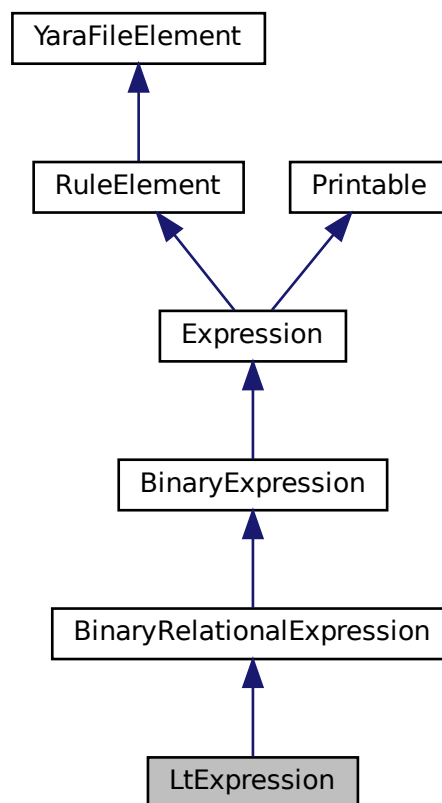 YaraFileElement
RuleElement
Printable
Expression
BinaryExpression
BinaryRelationalExpression
LtExpression